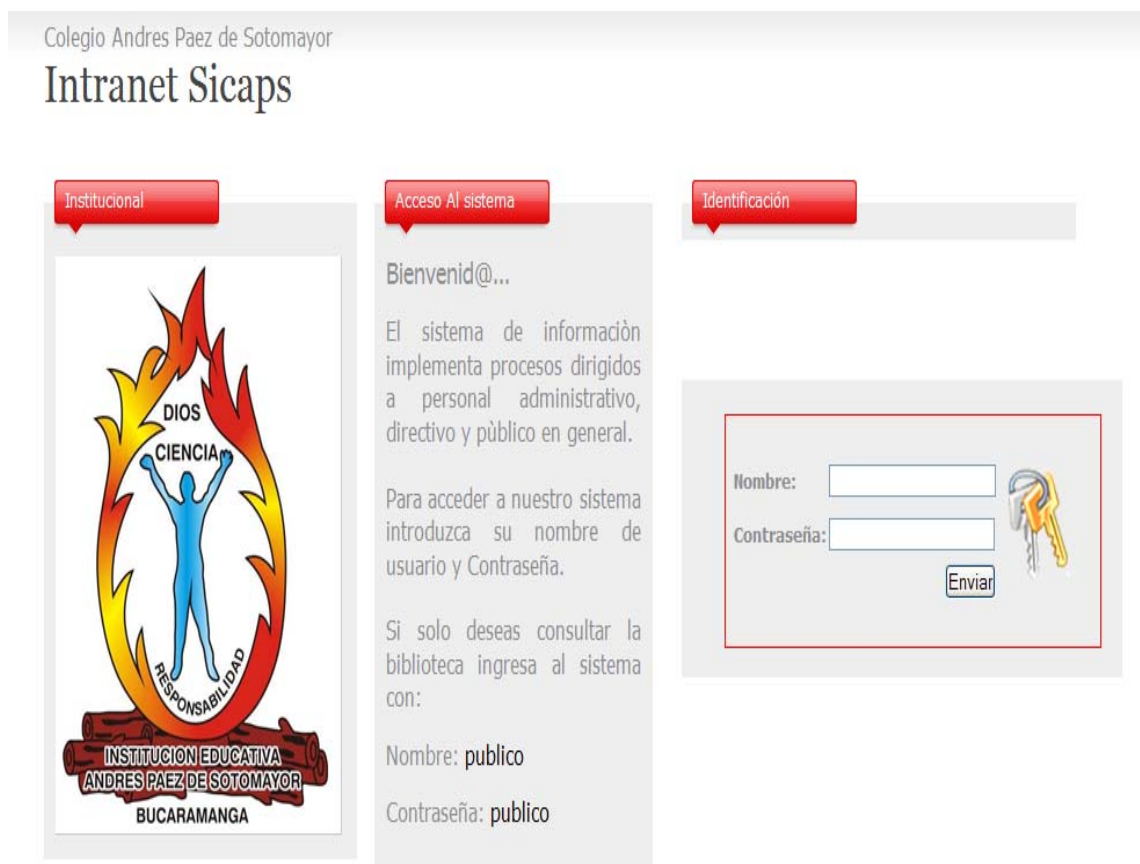 Colegio Andres Paez de Sotomayor
Intranet Sicaps
Institucional
DIOS
CIENCIA
RESPONSABILIDAD
INSTITUCION EDUCATIVA
ANDRES PAEZ DE SOTOMAYOR
BUCARAMANGA
Acceso Al sistema
Bienvenid@...
El sistema de informaciòn
implementa procesos dirigidos
a personal administrativo,
directivo y pùblico en general.
Para acceder a nuestro sistema
introduzca su nombre de
usuario y Contraseña.
Si solo deseas consultar la
biblioteca ingresa al sistema
con:
Nombre: publico
Contraseña: publico
Identificación
Nombre:
Contraseña:
Enviar